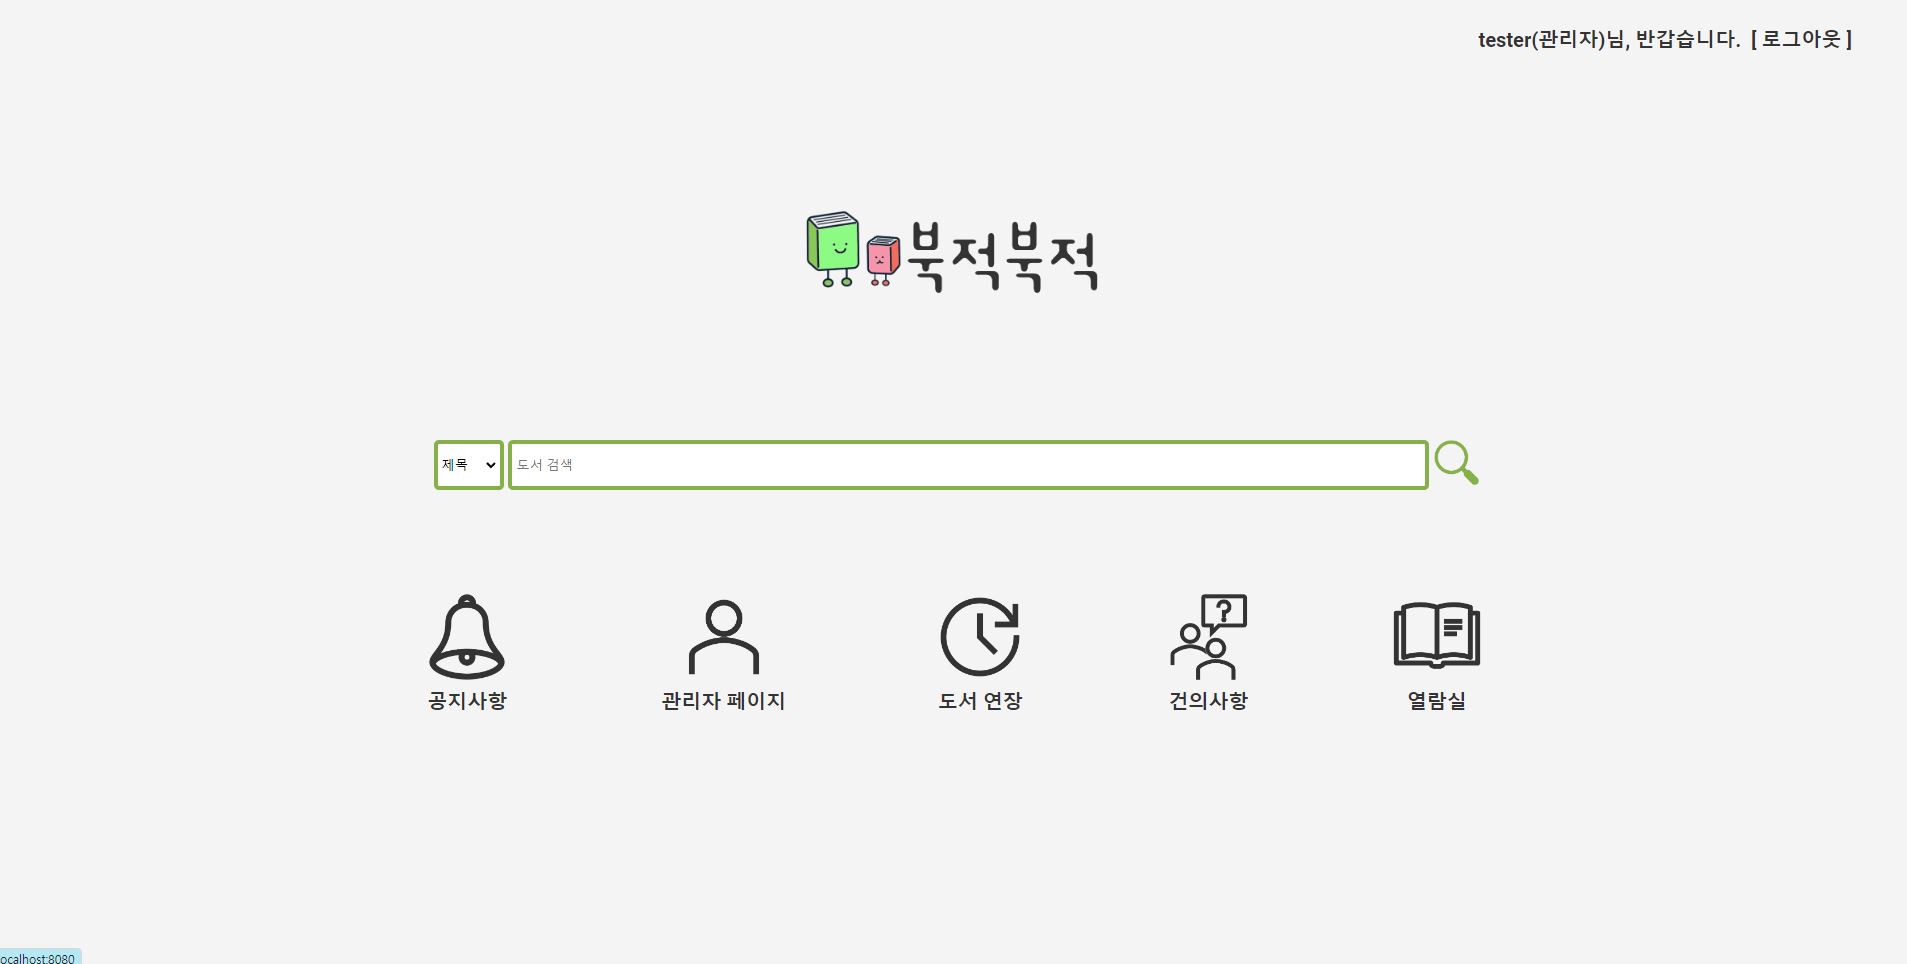 tester(관리자)님, 반갑습니다. [ 로그아웃 ]
북적북적
제목 도서 검색
공지사항 관리자 페이지 도서 연장 건의사항 열람실
ocalhost:8080